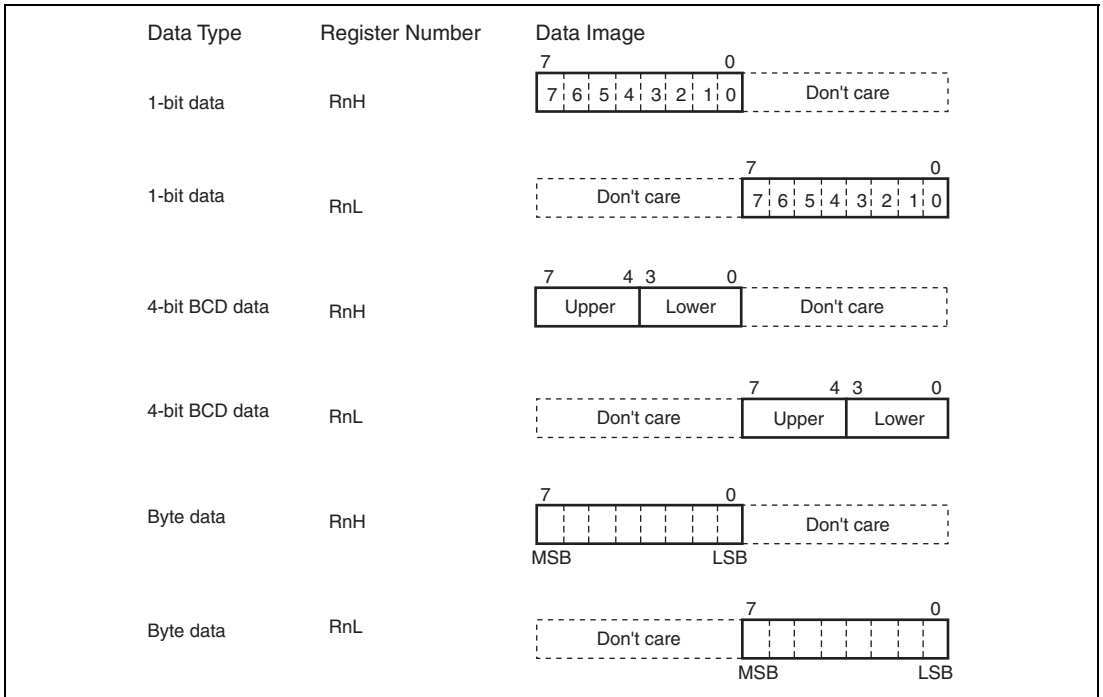 Data Type Register Number Data Image
7 0
1-bit data RnH 7 6 5 4 3 2 1 0 Don't care
7 0
1-bit data RnL Don't care 7 6 5 4 3 2 1 0
7 4 3 0
4-bit BCD data RnH Upper Lower Don't care
7 4 3 0
4-bit BCD data RnL Don't care Upper Lower
7 0
Byte data RnH Don't care
MSB LSB
7 0
Byte data RnL Don't care
MSB LSB